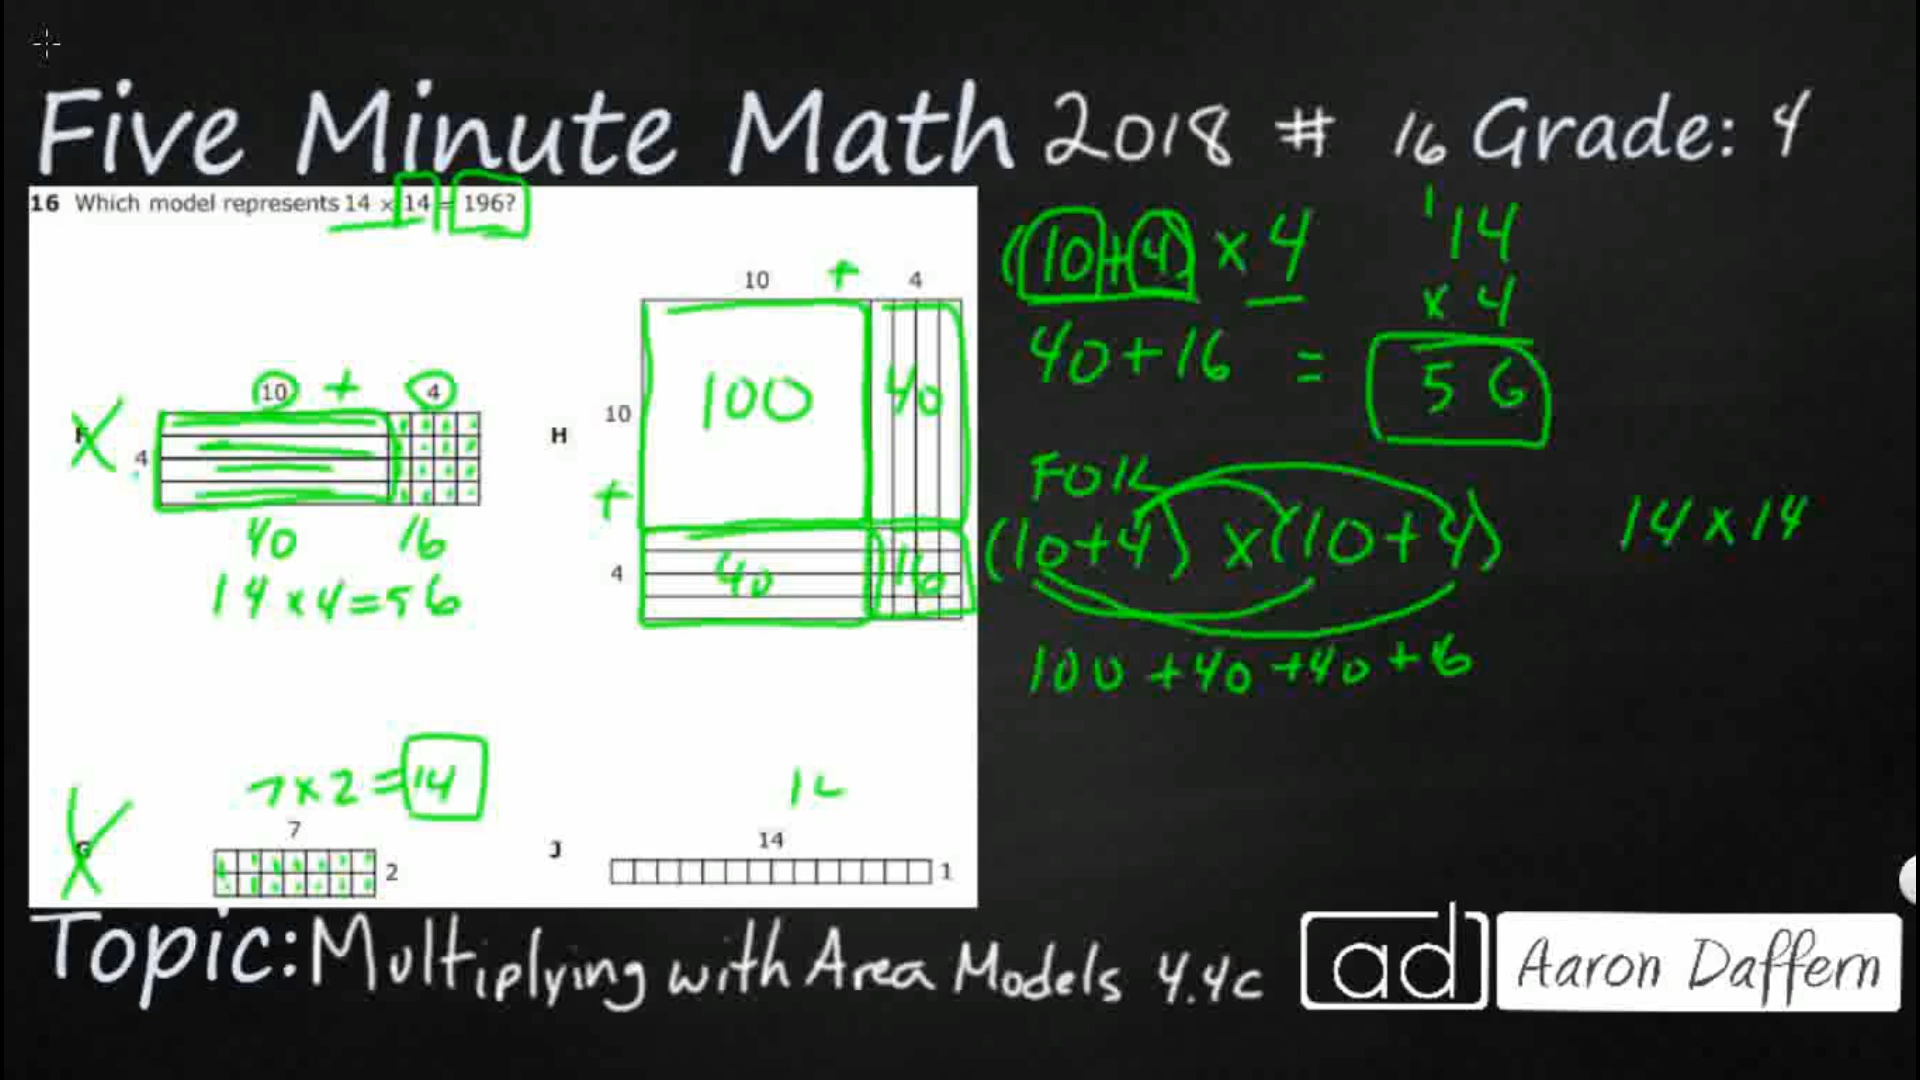 Five Minute Math 2018 # 16 Grade: 4
16 Which model represents 14 × 14 = 196?
10 + 4
F 4
40 16
14 x 4 = 56
10 + 4
H 10 100 40
+
4 40 16
7 x 2 = 14
7
G 2
14
J 1
(10+4) x 4
40+16 =
14
x 4
56
FOIL
(10+4) x (10+4) 14 x 14
100 + 40 + 40 + 16
Topic: Multiplying with Area Models 4.4C
ad Aaron Daffern